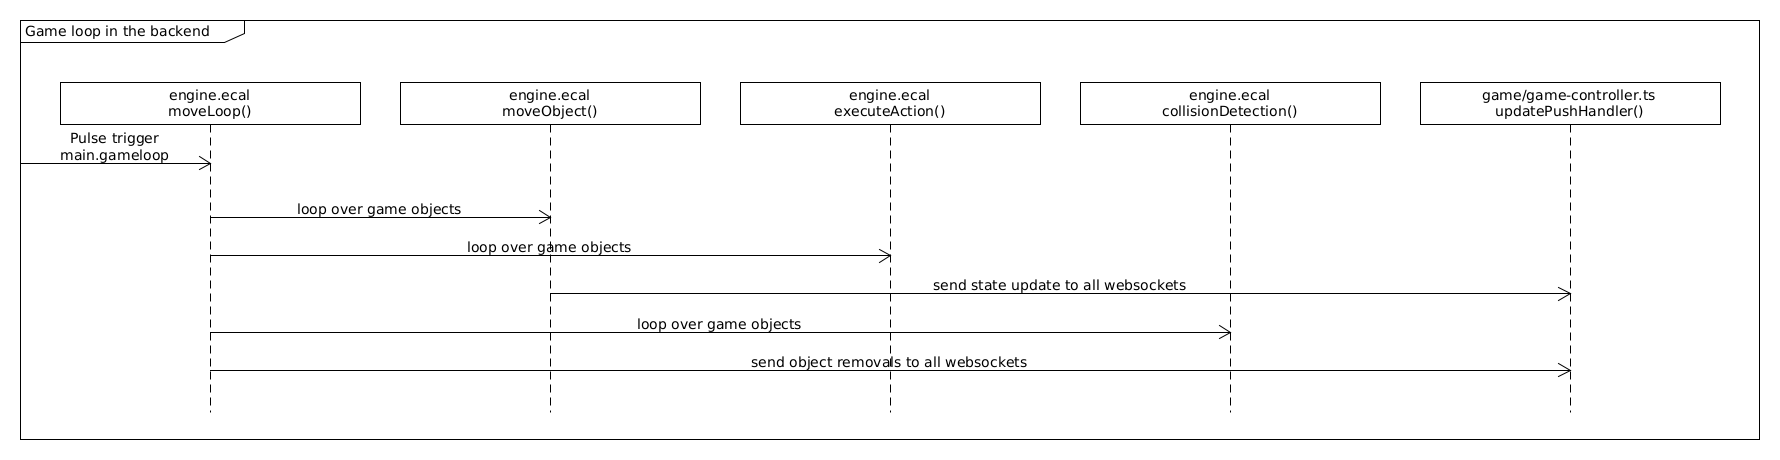 Game loop in the backend
engine.ecal
moveLoop()
engine.ecal
moveObject()
engine.ecal
executeAction()
engine.ecal
collisionDetection()
game/game-controller.ts
updatePushHandler()
Pulse trigger
main.gameloop
loop over game objects
loop over game objects
send state update to all websockets
loop over game objects
send object removals to all websockets